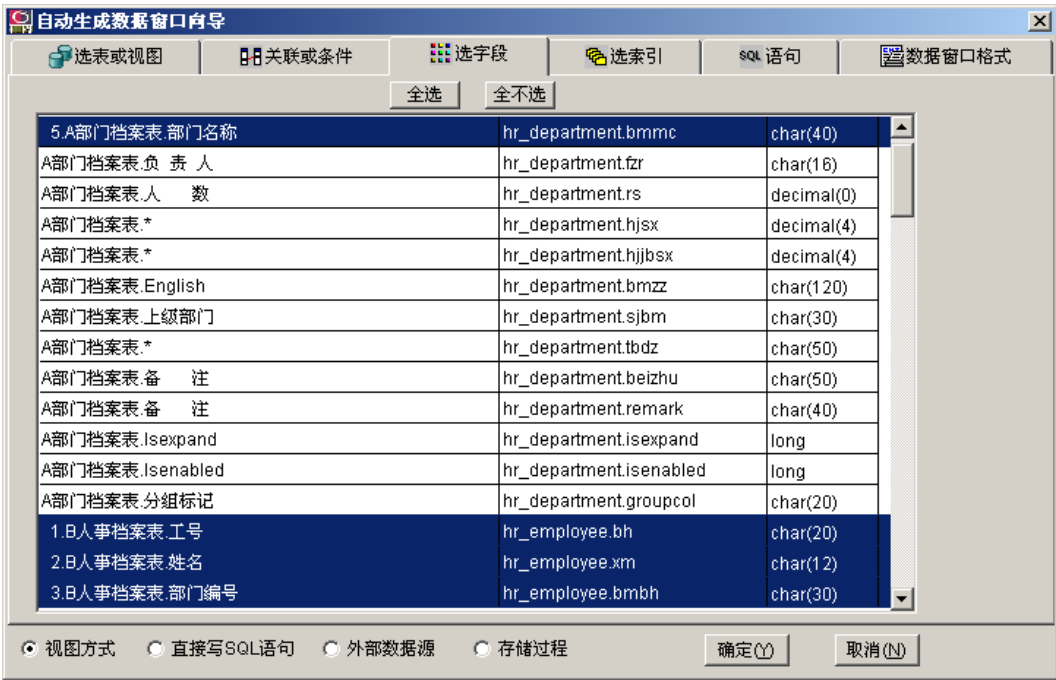 自动生成数据窗口向导
选表或视图 关联或条件 选字段 选索引 SQL 语句 数据窗口格式
全选 全不选
5.A部门档案表.部门名称 hr_department.bmmc char(40)
A部门档案表.负 责 人 hr_department.fzr char(16)
A部门档案表.人 数 hr_department.rs decimal(0)
A部门档案表.* hr_department.hjsx decimal(4)
A部门档案表.* hr_department.hjjbsx decimal(4)
A部门档案表.English hr_department.bmzz char(120)
A部门档案表.上级部门 hr_department.sjbm char(30)
A部门档案表.* hr_department.tbdz char(50)
A部门档案表.备 注 hr_department.beizhu char(50)
A部门档案表.备 注 hr_department.remark char(40)
A部门档案表.Isexpand hr_department.isexpand long
A部门档案表.Isenabled hr_department.isenabled long
A部门档案表.分组标记 hr_department.groupcol char(20)
1.B人事档案表.工号 hr_employee.bh char(20)
2.B人事档案表.姓名 hr_employee.xm char(12)
3.B人事档案表.部门编号 hr_employee.bmbh char(30)
视图方式 直接写SQL语句 外部数据源 存储过程 确定(Y) 取消(N)